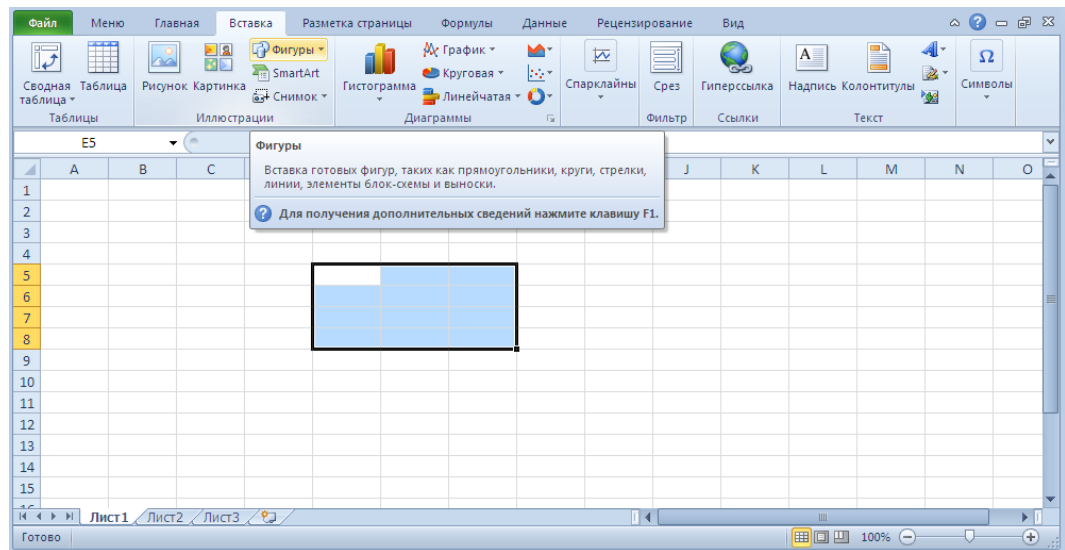 Файл Меню Главная Вставка Разметка страницы Формулы Данные Рецензирование Вид
Сводная таблица
Таблица
Таблицы
Рисунок
Картинка
Фигуры
SmartArt
Снимок
Иллюстрации
Гистограмма
График
Круговая
Линейчатая
Диаграммы
Спарклайны
Срез
Фильтр
Гиперссылка
Ссылки
Надпись
Колонтитулы
Текст
Ω
Символы
E5
Фигуры
Вставка готовых фигур, таких как прямоугольники, круги, стрелки,
линии, элементы блок-схемы и выноски.
Для получения дополнительных сведений нажмите клавишу F1.
A B C J K L M N O
1
2
3
4
5
6
7
8
9
10
11
12
13
14
15
Лист1 Лист2 Лист3
Готово 100%